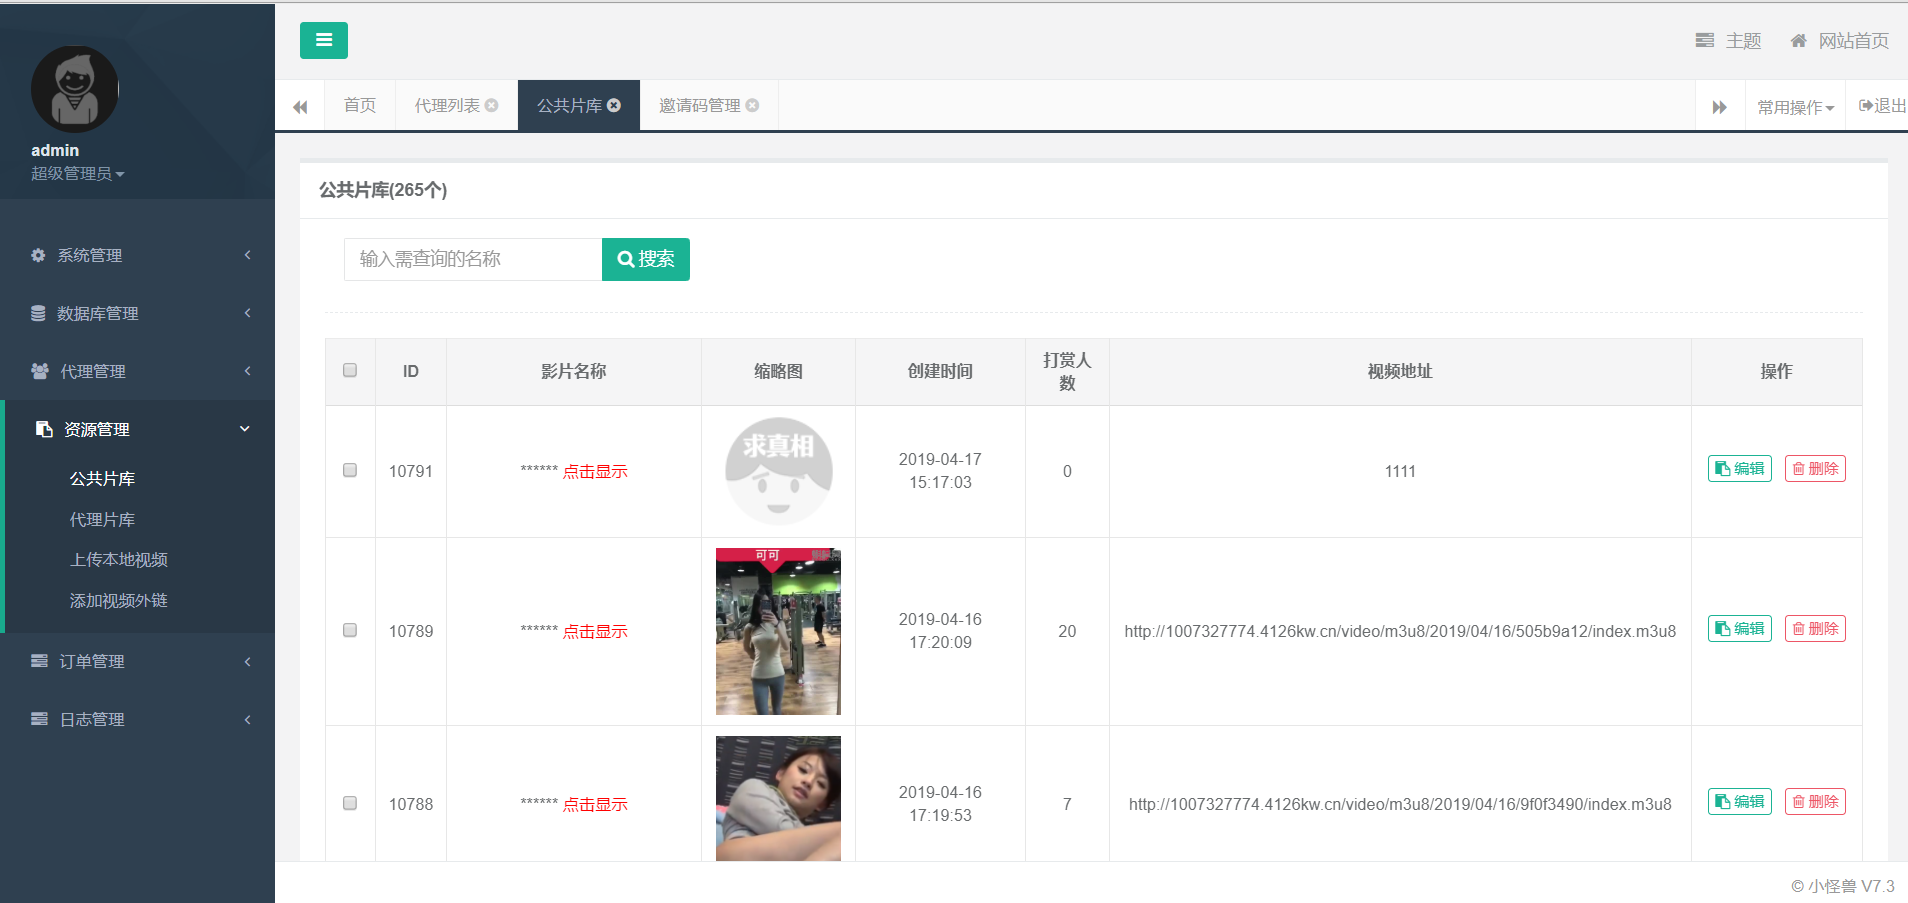 主题
网站首页
首页
代理列表
公共片库
邀请码管理
常用操作
退出
admin
超级管理员
系统管理
数据库管理
代理管理
资源管理
公共片库
代理片库
上传本地视频
添加视频外链
订单管理
日志管理
公共片库(265个)
输入需查询的名称
搜索
ID
影片名称
缩略图
创建时间
打赏人
数
视频地址
操作
10791
****** 点击显示
求真相
2019-04-17
15:17:03
0
1111
编辑
删除
10789
****** 点击显示
可可
2019-04-16
17:20:09
20
http://1007327774.4126kw.cn/video/m3u8/2019/04/16/505b9a12/index.m3u8
编辑
删除
10788
****** 点击显示
2019-04-16
17:19:53
7
http://1007327774.4126kw.cn/video/m3u8/2019/04/16/9f0f3490/index.m3u8
编辑
删除
© 小怪兽 V7.3